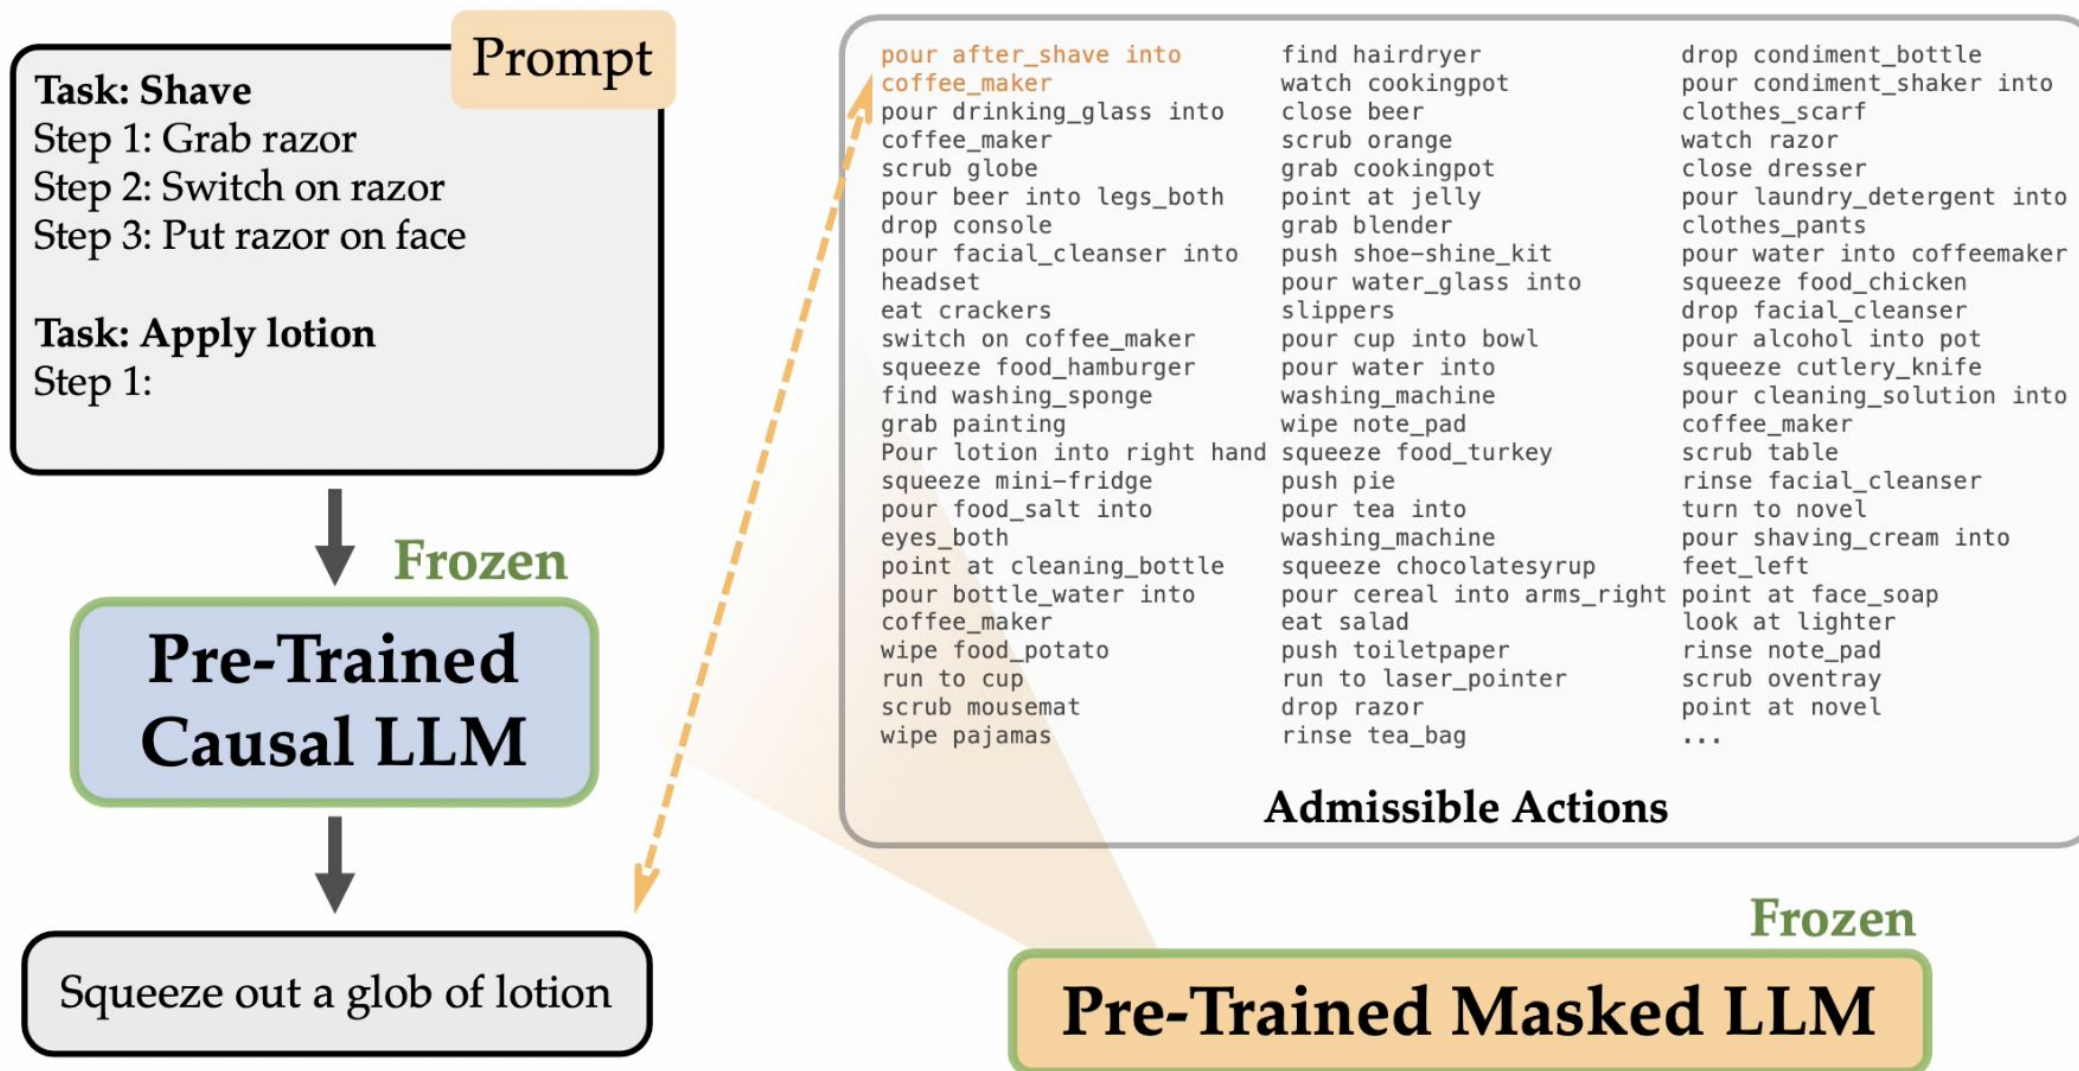 Prompt
Task: Shave
Step 1: Grab razor
Step 2: Switch on razor
Step 3: Put razor on face
Task: Apply lotion
Step 1:
Frozen
Pre-Trained
Causal LLM
Squeeze out a glob of lotion
pour after_shave into
coffee_maker
pour drinking_glass into
coffee_maker
scrub globe
pour beer into legs_both
drop console
pour facial_cleanser into
headset
eat crackers
switch on coffee_maker
squeeze food_hamburger
find washing_sponge
grab painting
Pour lotion into right hand
squeeze mini-fridge
pour food_salt into
eyes_both
point at cleaning_bottle
pour bottle_water into
coffee_maker
wipe food_potato
run to cup
scrub mousemat
wipe pajamas
find hairdryer
watch cookingpot
close beer
scrub orange
grab cookingpot
point at jelly
grab blender
push shoe-shine_kit
pour water_glass into
slippers
pour cup into bowl
pour water into
washing_machine
wipe note_pad
squeeze food_turkey
push pie
pour tea into
washing_machine
squeeze chocolatesyrup
pour cereal into arms_right
eat salad
push toiletpaper
run to laser_pointer
drop razor
rinse tea_bag
drop condiment_bottle
pour condiment_shaker into
clothes_scarf
watch razor
close dresser
pour laundry_detergent into
clothes_pants
pour water into coffeemaker
squeeze food_chicken
drop facial_cleanser
pour alcohol into pot
squeeze cutlery_knife
pour cleaning_solution into
coffee_maker
scrub table
rinse facial_cleanser
turn to novel
pour shaving_cream into
feet_left
point at face_soap
look at lighter
rinse note_pad
scrub oventray
point at novel
...
Admissible Actions
Frozen
Pre-Trained Masked LLM